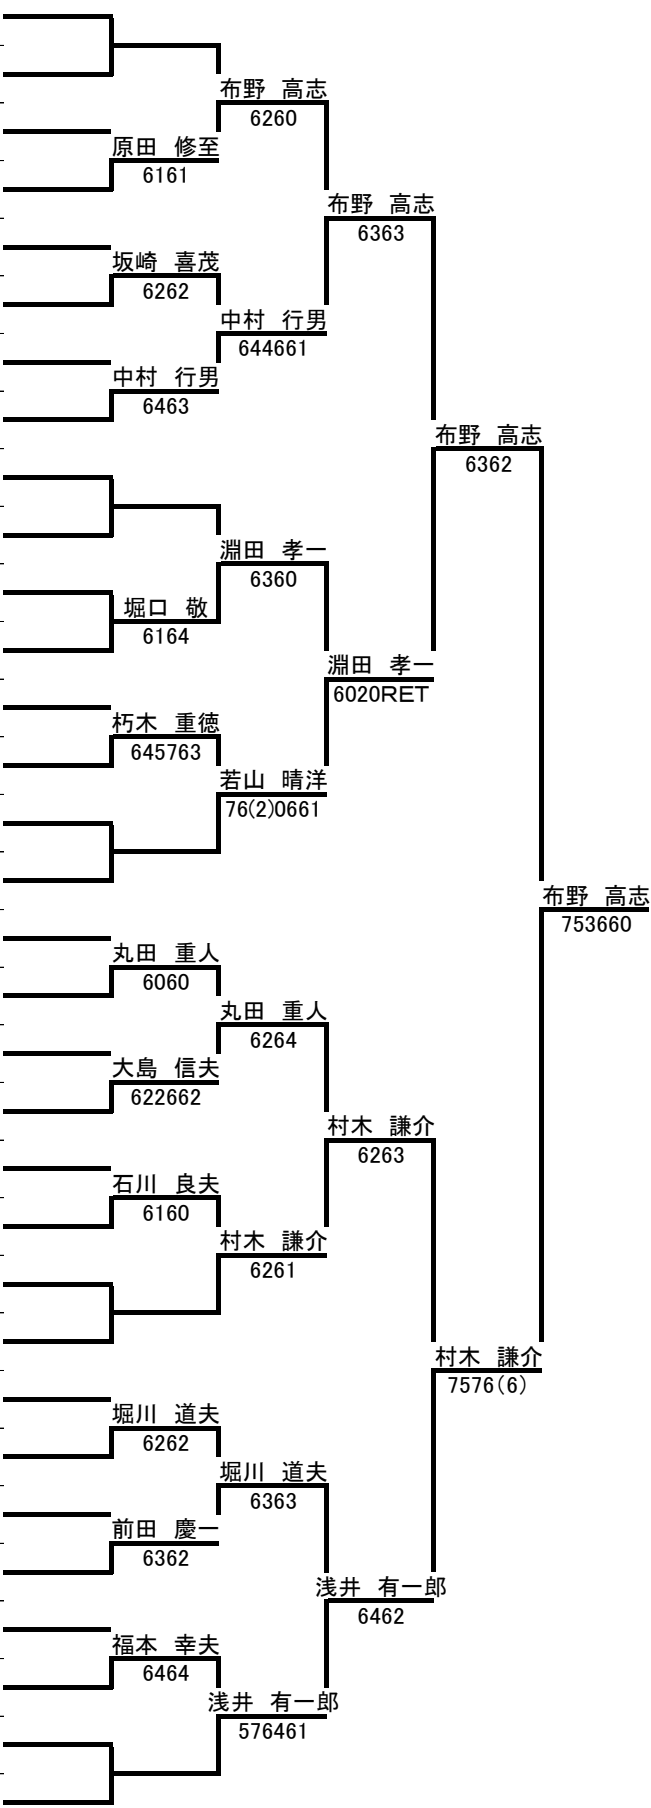 布野 高志
6260
原田 修至
6161
布野 高志
6363
坂崎 喜茂
6262
中村 行男
644661
中村 行男
6463
布野 高志
6362
淵田 孝一
6360
堀口 敬
6164
淵田 孝一
6020RET
朽木 重徳
645763
若山 晴洋
76(2)0661
布野 高志
753660
丸田 重人
6060
丸田 重人
6264
大島 信夫
622662
村木 謙介
6263
石川 良夫
6160
村木 謙介
6261
村木 謙介
7576(6)
堀川 道夫
6262
堀川 道夫
6363
前田 慶一
6362
浅井 有一郎
6462
福本 幸夫
6464
浅井 有一郎
576461